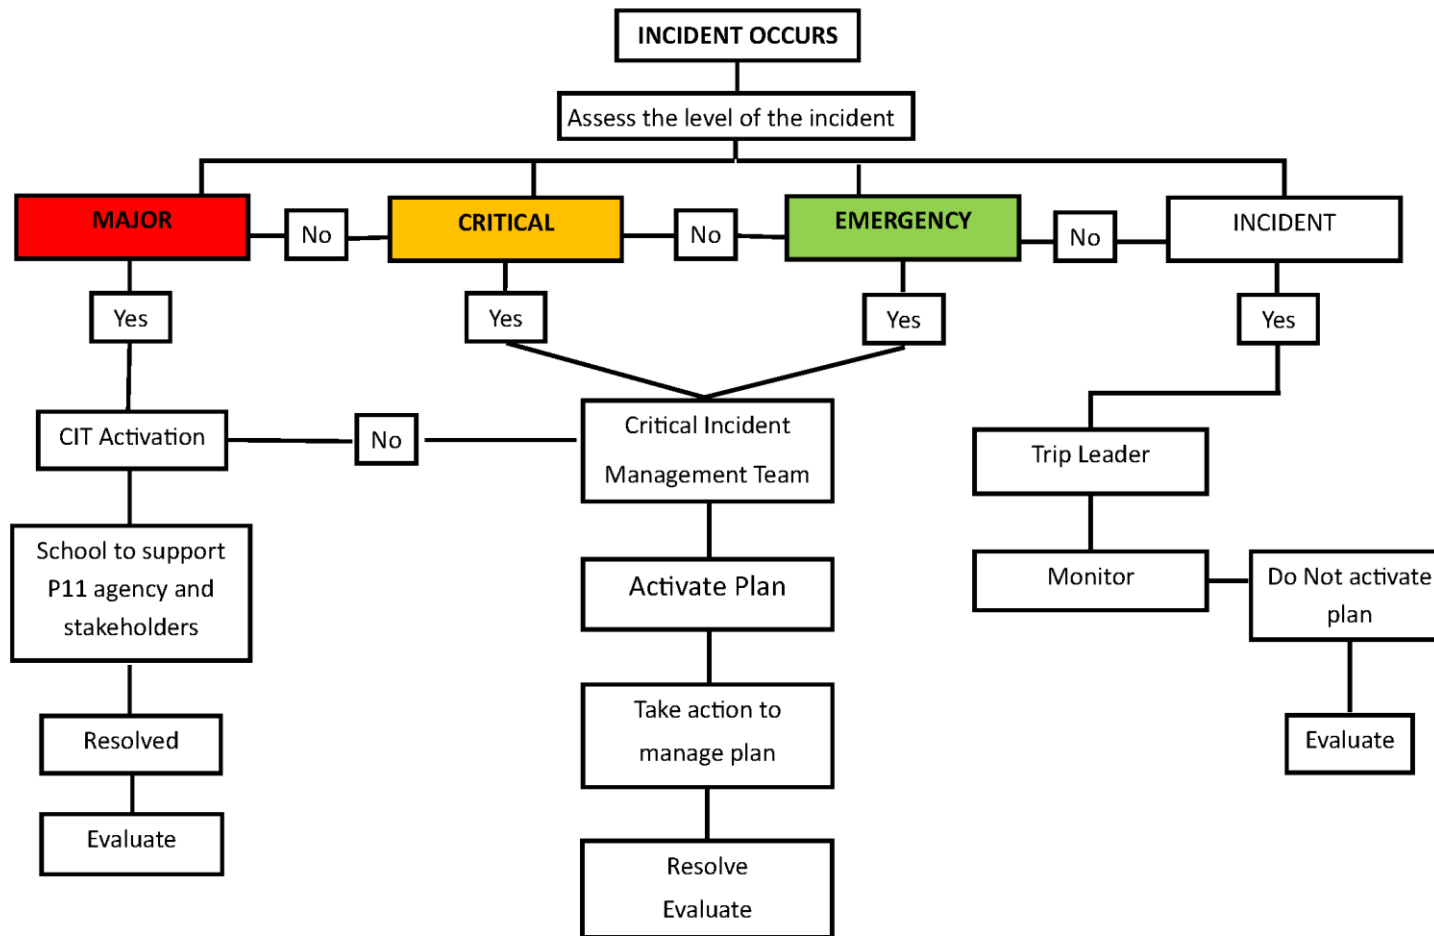 INCIDENT OCCURS
Assess the level of the incident
MAJOR
No
CRITICAL
No
EMERGENCY
No
INCIDENT
Yes
Yes
Yes
Yes
CIT Activation
No
Critical Incident
Management Team
Trip Leader
School to support
P11 agency and
stakeholders
Activate Plan
Monitor
Do Not activate
plan
Resolved
Take action to
manage plan
Evaluate
Evaluate
Resolve
Evaluate